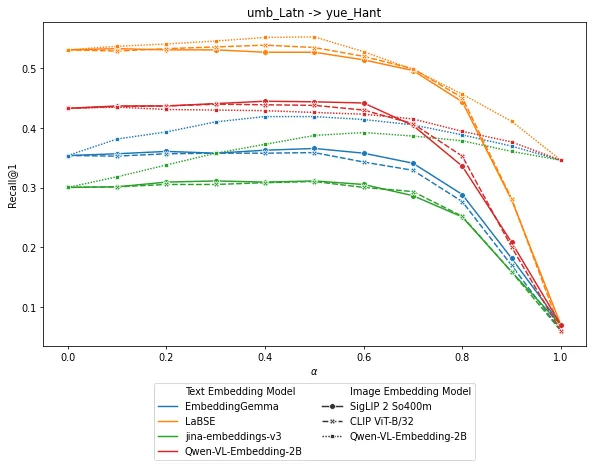 umb_Latn -> yue_Hant
Recall@1
0.5
0.4
0.3
0.2
0.1
0.0 0.2 0.4 0.6 0.8 1.0
α
Text Embedding Model
EmbeddingGemma
LaBSE
jina-embeddings-v3
Qwen-VL-Embedding-2B
Image Embedding Model
SigLIP 2 So400m
CLIP ViT-B/32
Qwen-VL-Embedding-2B